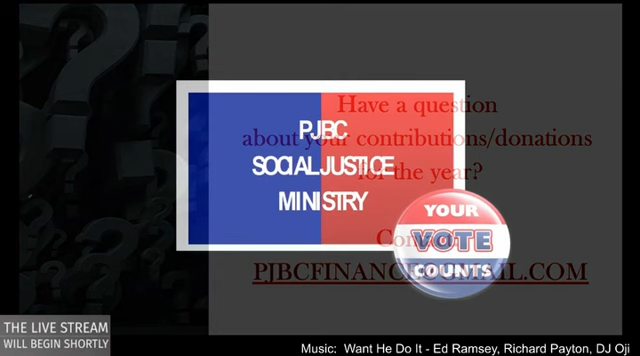 Have a question
about your contributions/donations
for the year?
PJBC
SOCIAL JUSTICE
MINISTRY
YOUR
VOTE
COUNTS
THE LIVE STREAM
WILL BEGIN SHORTLY
Music: Want He Do It - Ed Ramsey, Richard Payton, DJ Oji